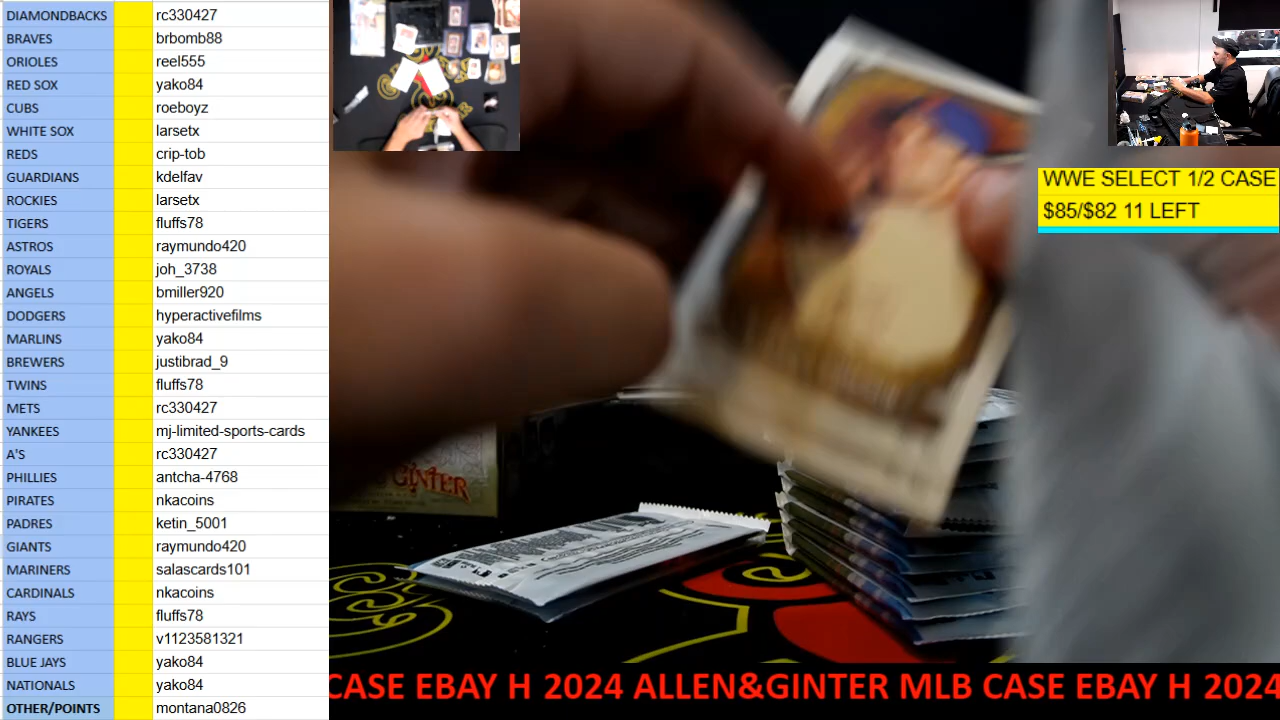 DIAMONDBACKS rc330427
BRAVES brbomb88
ORIOLES reel555
RED SOX yako84
CUBS roeboyz
WHITE SOX larsetx
REDS crip-tob
GUARDIANS kdelfav
ROCKIES larsetx
TIGERS fluffs78
ASTROS raymundo420
ROYALS joh_3738
ANGELS bmiller920
DODGERS hyperactivefilms
MARLINS yako84
BREWERS justibrad_9
TWINS fluffs78
METS rc330427
YANKEES mj-limited-sports-cards
A'S rc330427
PHILLIES antcha-4768
PIRATES nkacoins
PADRES ketin_5001
GIANTS raymundo420
MARINERS salascards101
CARDINALS nkacoins
RAYS fluffs78
RANGERS v1123581321
BLUE JAYS yako84
NATIONALS yako84
OTHER/POINTS montana0826
WWE SELECT 1/2 CASE
$85/$82 11 LEFT
GINTER
CASE EBAY H 2024 ALLEN&GINTER MLB CASE EBAY H 2024